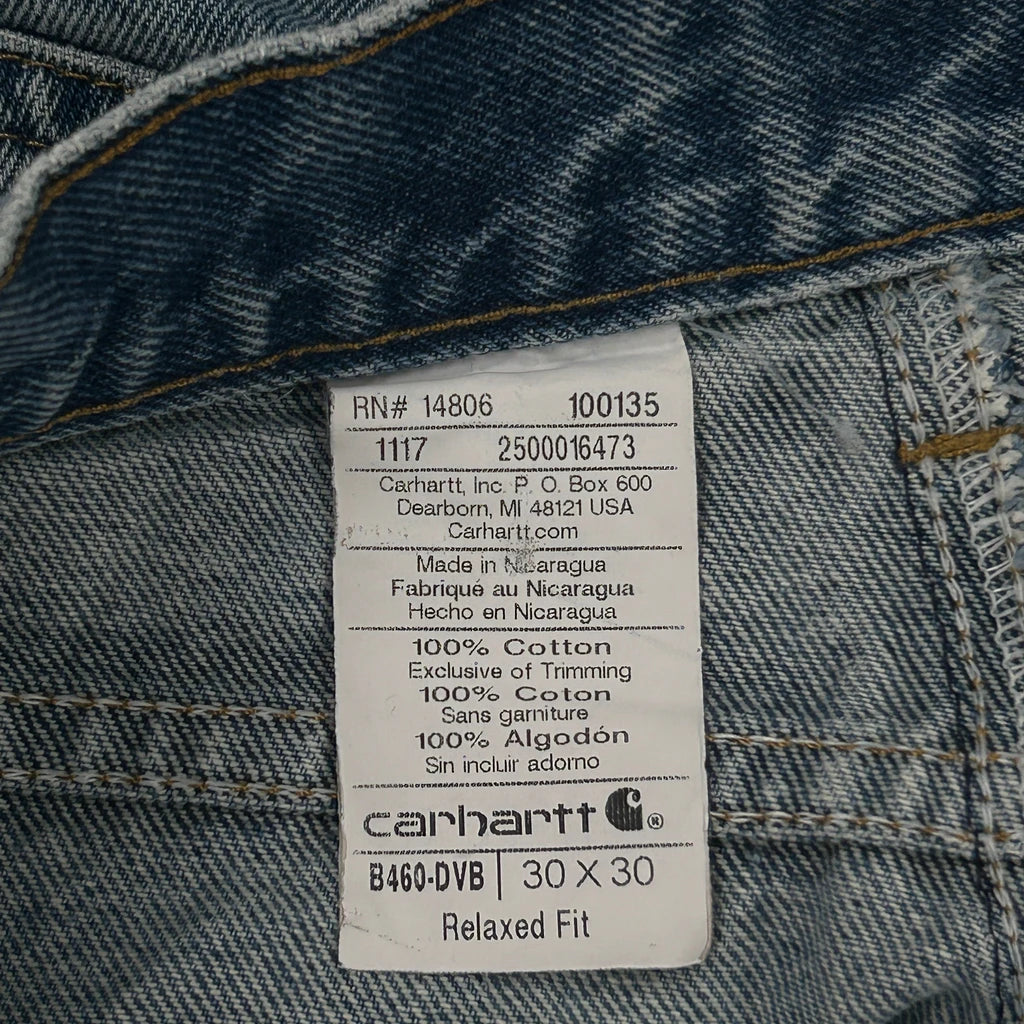 RN# 14806 100135
1117 2500016473
Carhartt, Inc. P. O. Box 600
Dearborn, MI 48121 USA
Carhartt.com
Made in Nicaragua
Fabriqué au Nicaragua
Hecho en Nicaragua
100% Cotton
Exclusive of Trimming
100% Coton
Sans garniture
100% Algodón
Sin incluir adorno
carhartt ®
B460-DVB | 30 X 30
Relaxed Fit